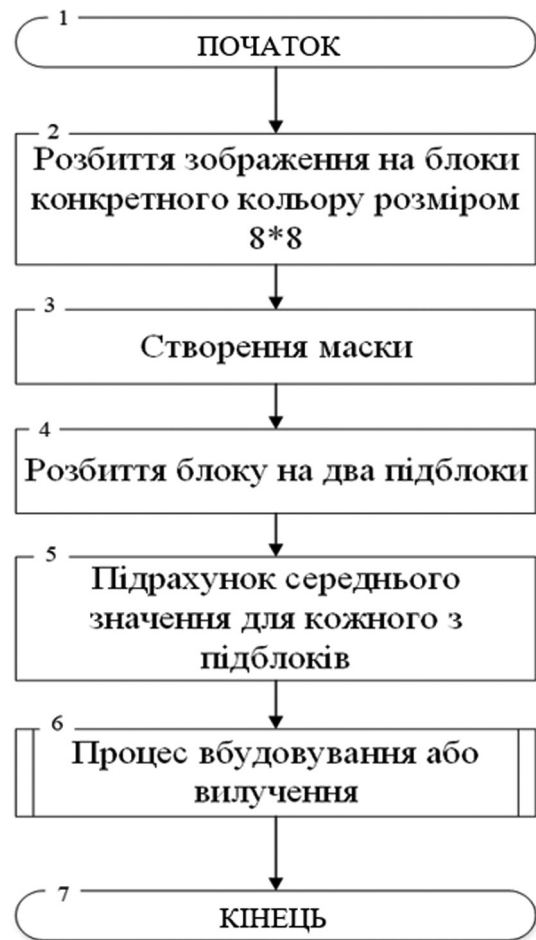 1
ПОЧАТОК
2
Розбиття зображення на блоки
конкретного кольору розміром
8*8
3
Створення маски
4
Розбиття блоку на два підблоки
5
Підрахунок середнього
значення для кожного з
підблоків
6
Процес вбудовування або
вилучення
7
КІНЕЦЬ